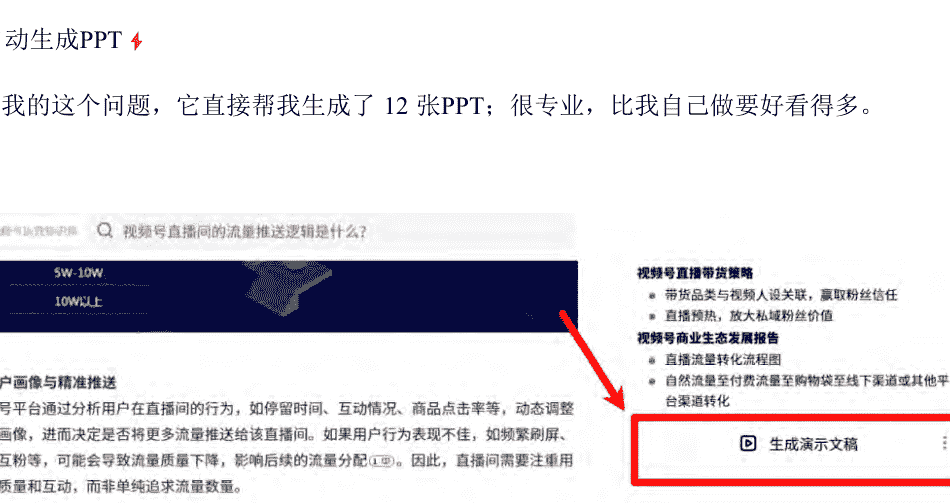 动生成PPT
我的这个问题，它直接帮我生成了 12 张PPT；很专业，比我自己做要好看得多。
视频号直播间的流量推送逻辑是什么？
5W-10W
10W以上
户画像与精准推送
号平台通过分析用户在直播间的行为，如停留时间、互动情况、商品点击率等，动态调整
画像，进而决定是否将更多流量推送给该直播间。如果用户行为表现不佳，如频繁刷屏、
互粉等，可能会导致流量质量下降，影响后续的流量分配。因此，直播间需要注重用
质量和互动，而非单纯追求流量数量。
视频号直播带货策略
带货品类与视频人设关联，赢取粉丝信任
直播预热，放大私域粉丝价值
视频号商业生态发展报告
直播流量转化流程图
自然流量至付费流量至购物袋至线下渠道或其他平
台渠道转化
生成演示文稿